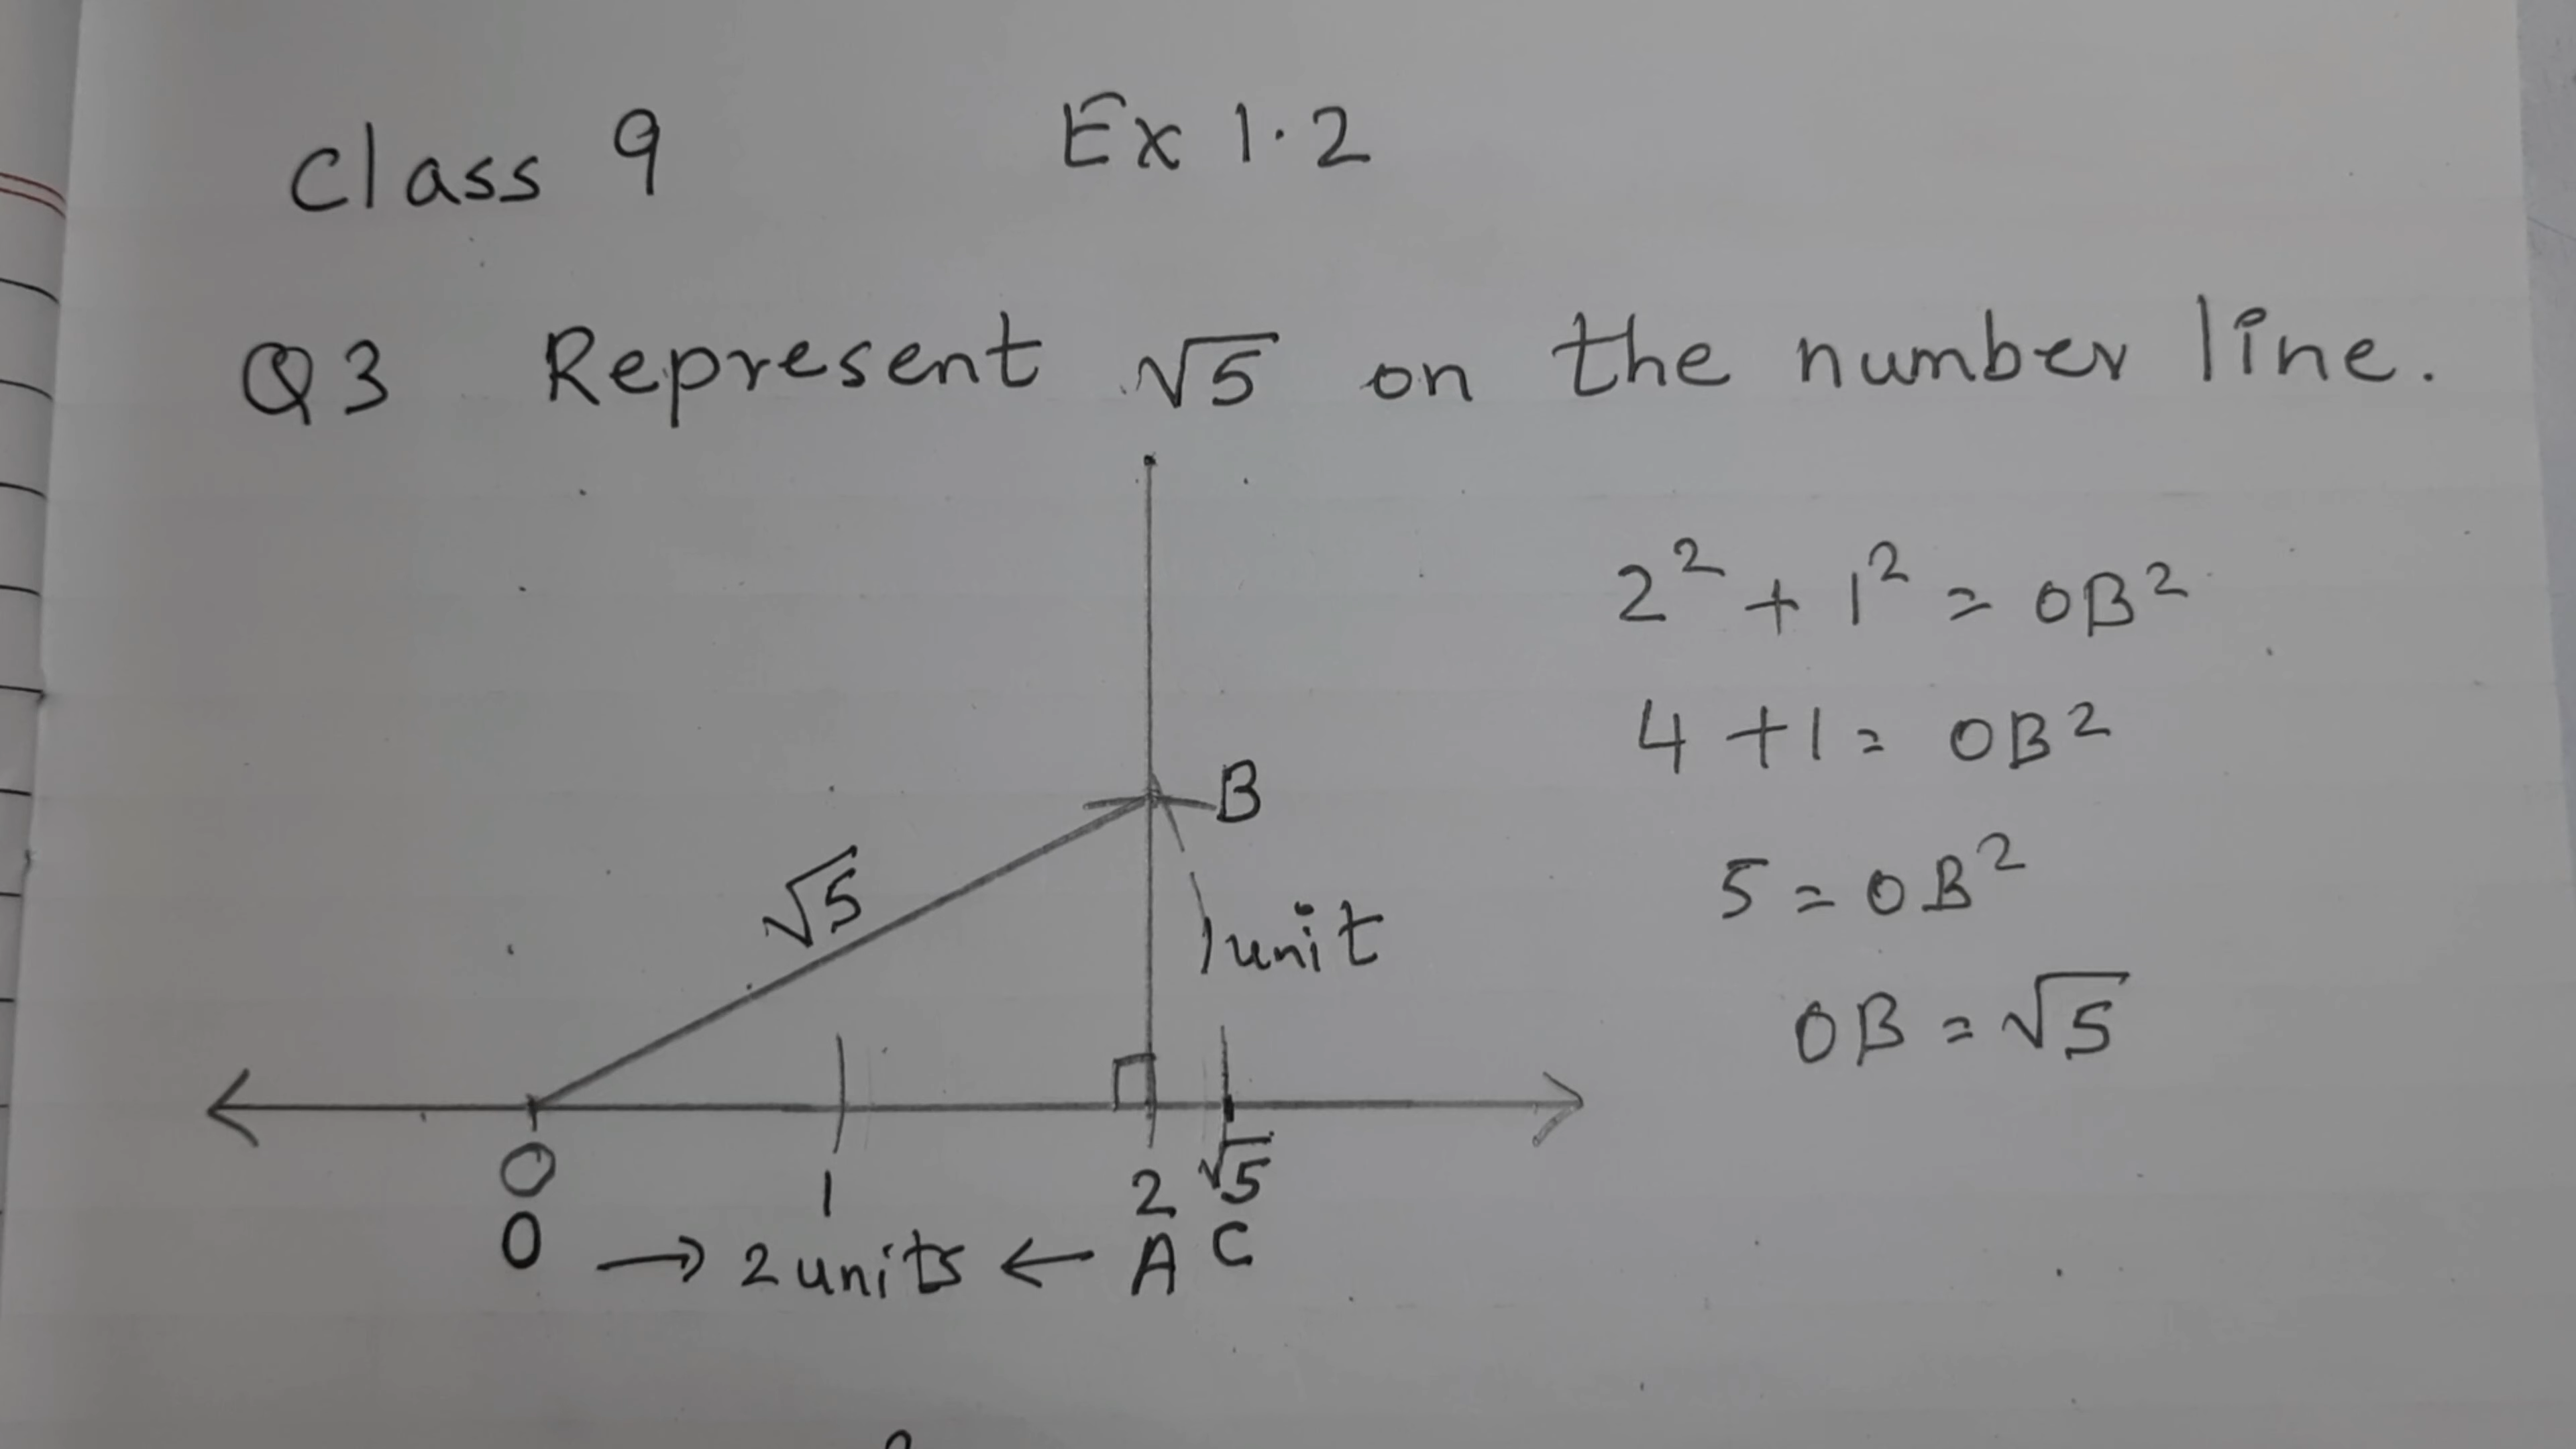 Class 9 Ex 1.2
Q3 Represent √5 on the number line.
2² + 1² = OB²
4 + 1 = OB²
B
√5
5 = OB²
1 unit
OB = √5
0 1 2 √5
O → 2 units ← A C